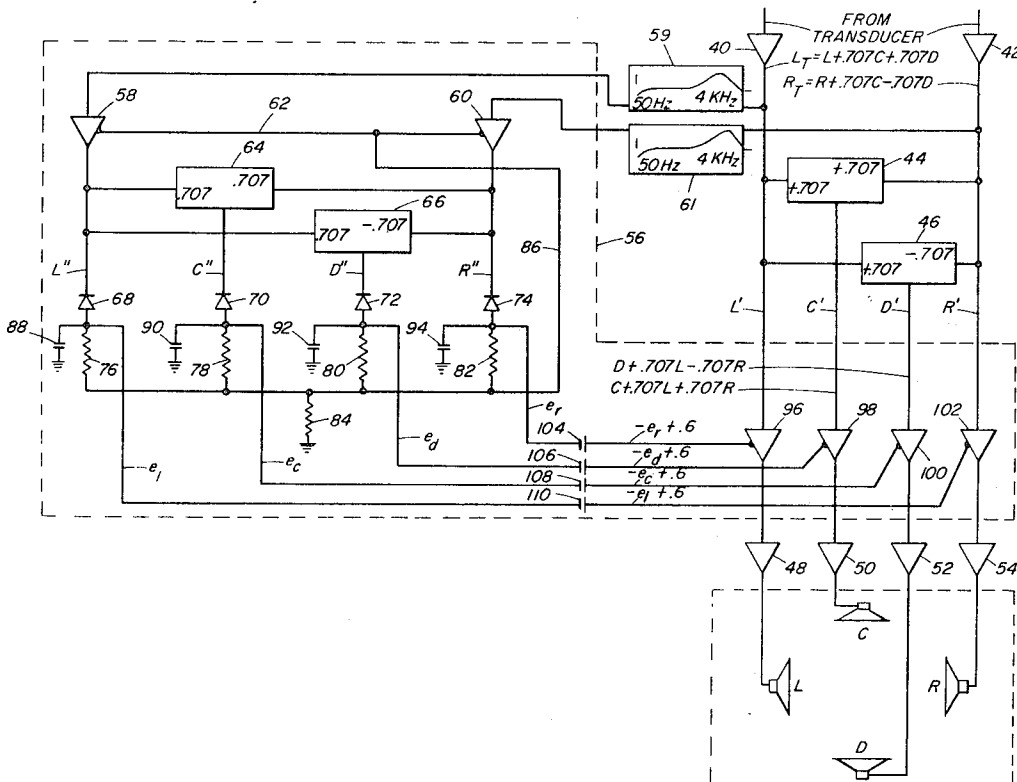 FROM
TRANSDUCER
40
42
L_T=L+.707C+.707D
R_T=R+.707C-.707D
59
50Hz 4KHz
61
50Hz 4KHz
58
60
62
64
.707 .707
66
.707 -.707
86
56
44
+.707 +.707
46
+.707 -.707
L"
C"
D"
R"
L'
C'
D'
R'
68
70
72
74
88
90
92
94
76
78
80
82
84
D+.707L-.707R
C+.707L+.707R
96
98
100
102
e_l
e_c
e_d
e_r
104
-e_r+.6
106
-e_d+.6
108
-e_c+.6
110
-e_l+.6
48
50
52
54
C
L
R
D